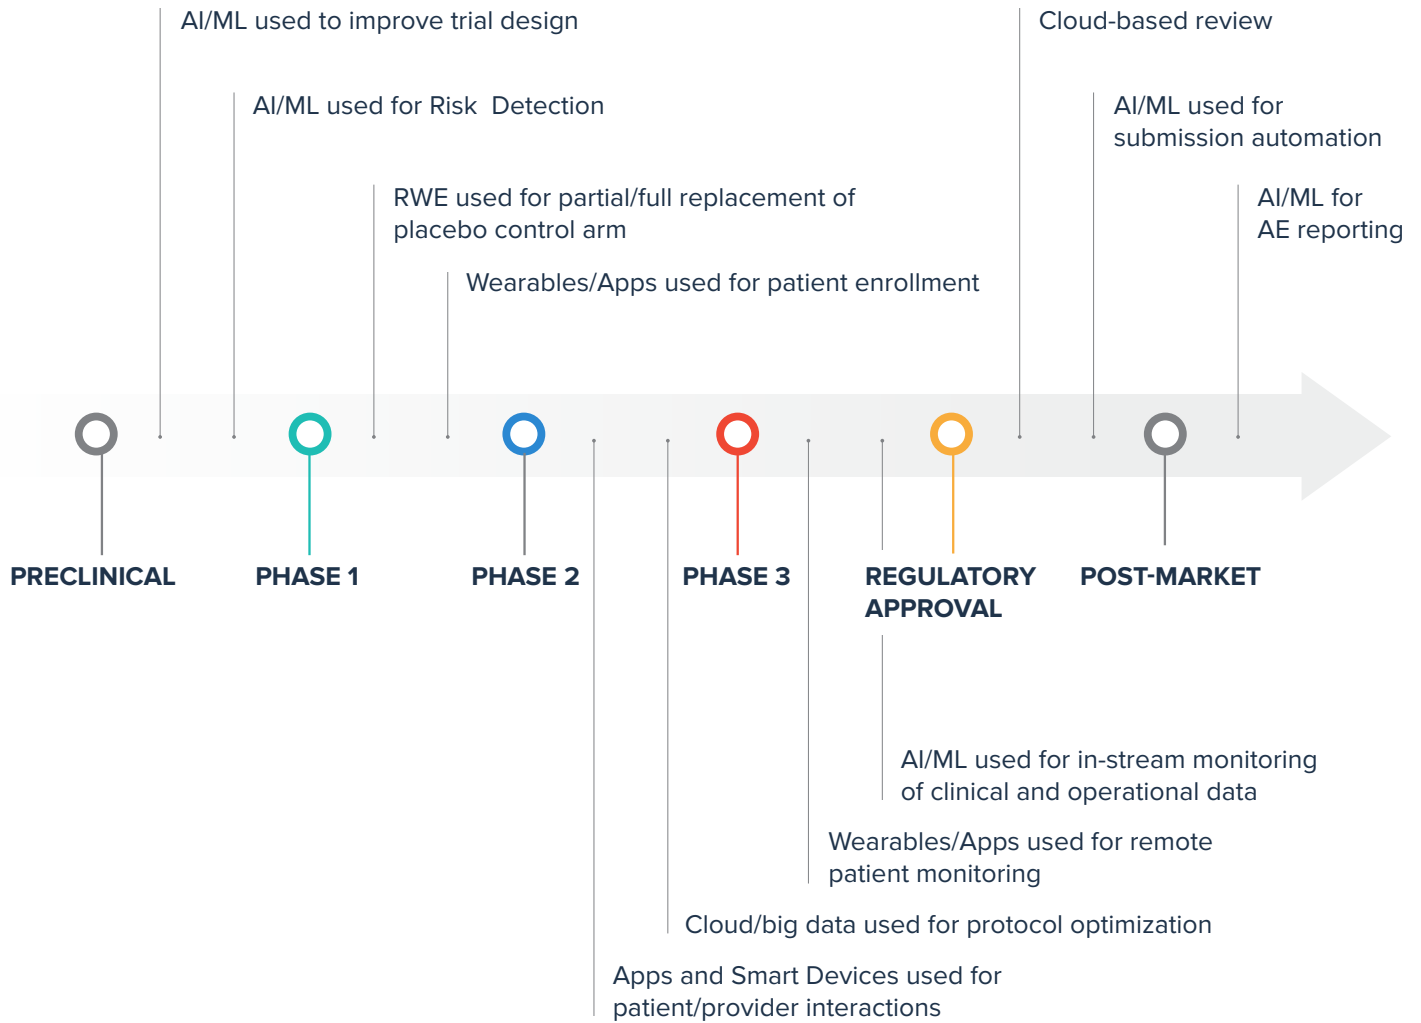 AI/ML used to improve trial design
Cloud-based review
AI/ML used for Risk Detection
AI/ML used for
submission automation
RWE used for partial/full replacement of
placebo control arm
AI/ML for
AE reporting
Wearables/Apps used for patient enrollment
PRECLINICAL
PHASE 1
PHASE 2
PHASE 3
REGULATORY
APPROVAL
POST-MARKET
AI/ML used for in-stream monitoring
of clinical and operational data
Wearables/Apps used for remote
patient monitoring
Cloud/big data used for protocol optimization
Apps and Smart Devices used for
patient/provider interactions